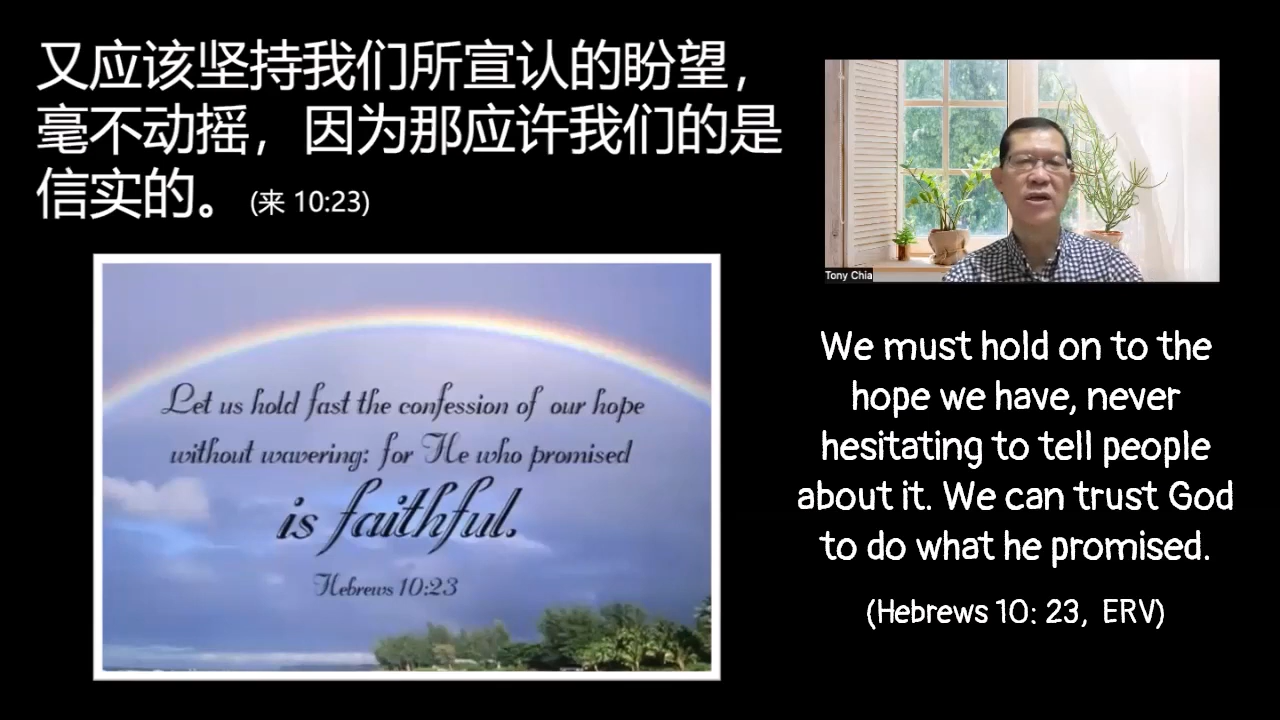 又应该坚持我们所宣认的盼望，
毫不动摇，因为那应许我们的是
信实的。(来 10:23)
Let us hold fast the confession of our hope
without wavering: for He who promised
is faithful.
Hebrews 10:23
Tony Chia
We must hold on to the
hope we have, never
hesitating to tell people
about it. We can trust God
to do what he promised.
(Hebrews 10: 23, ERV)